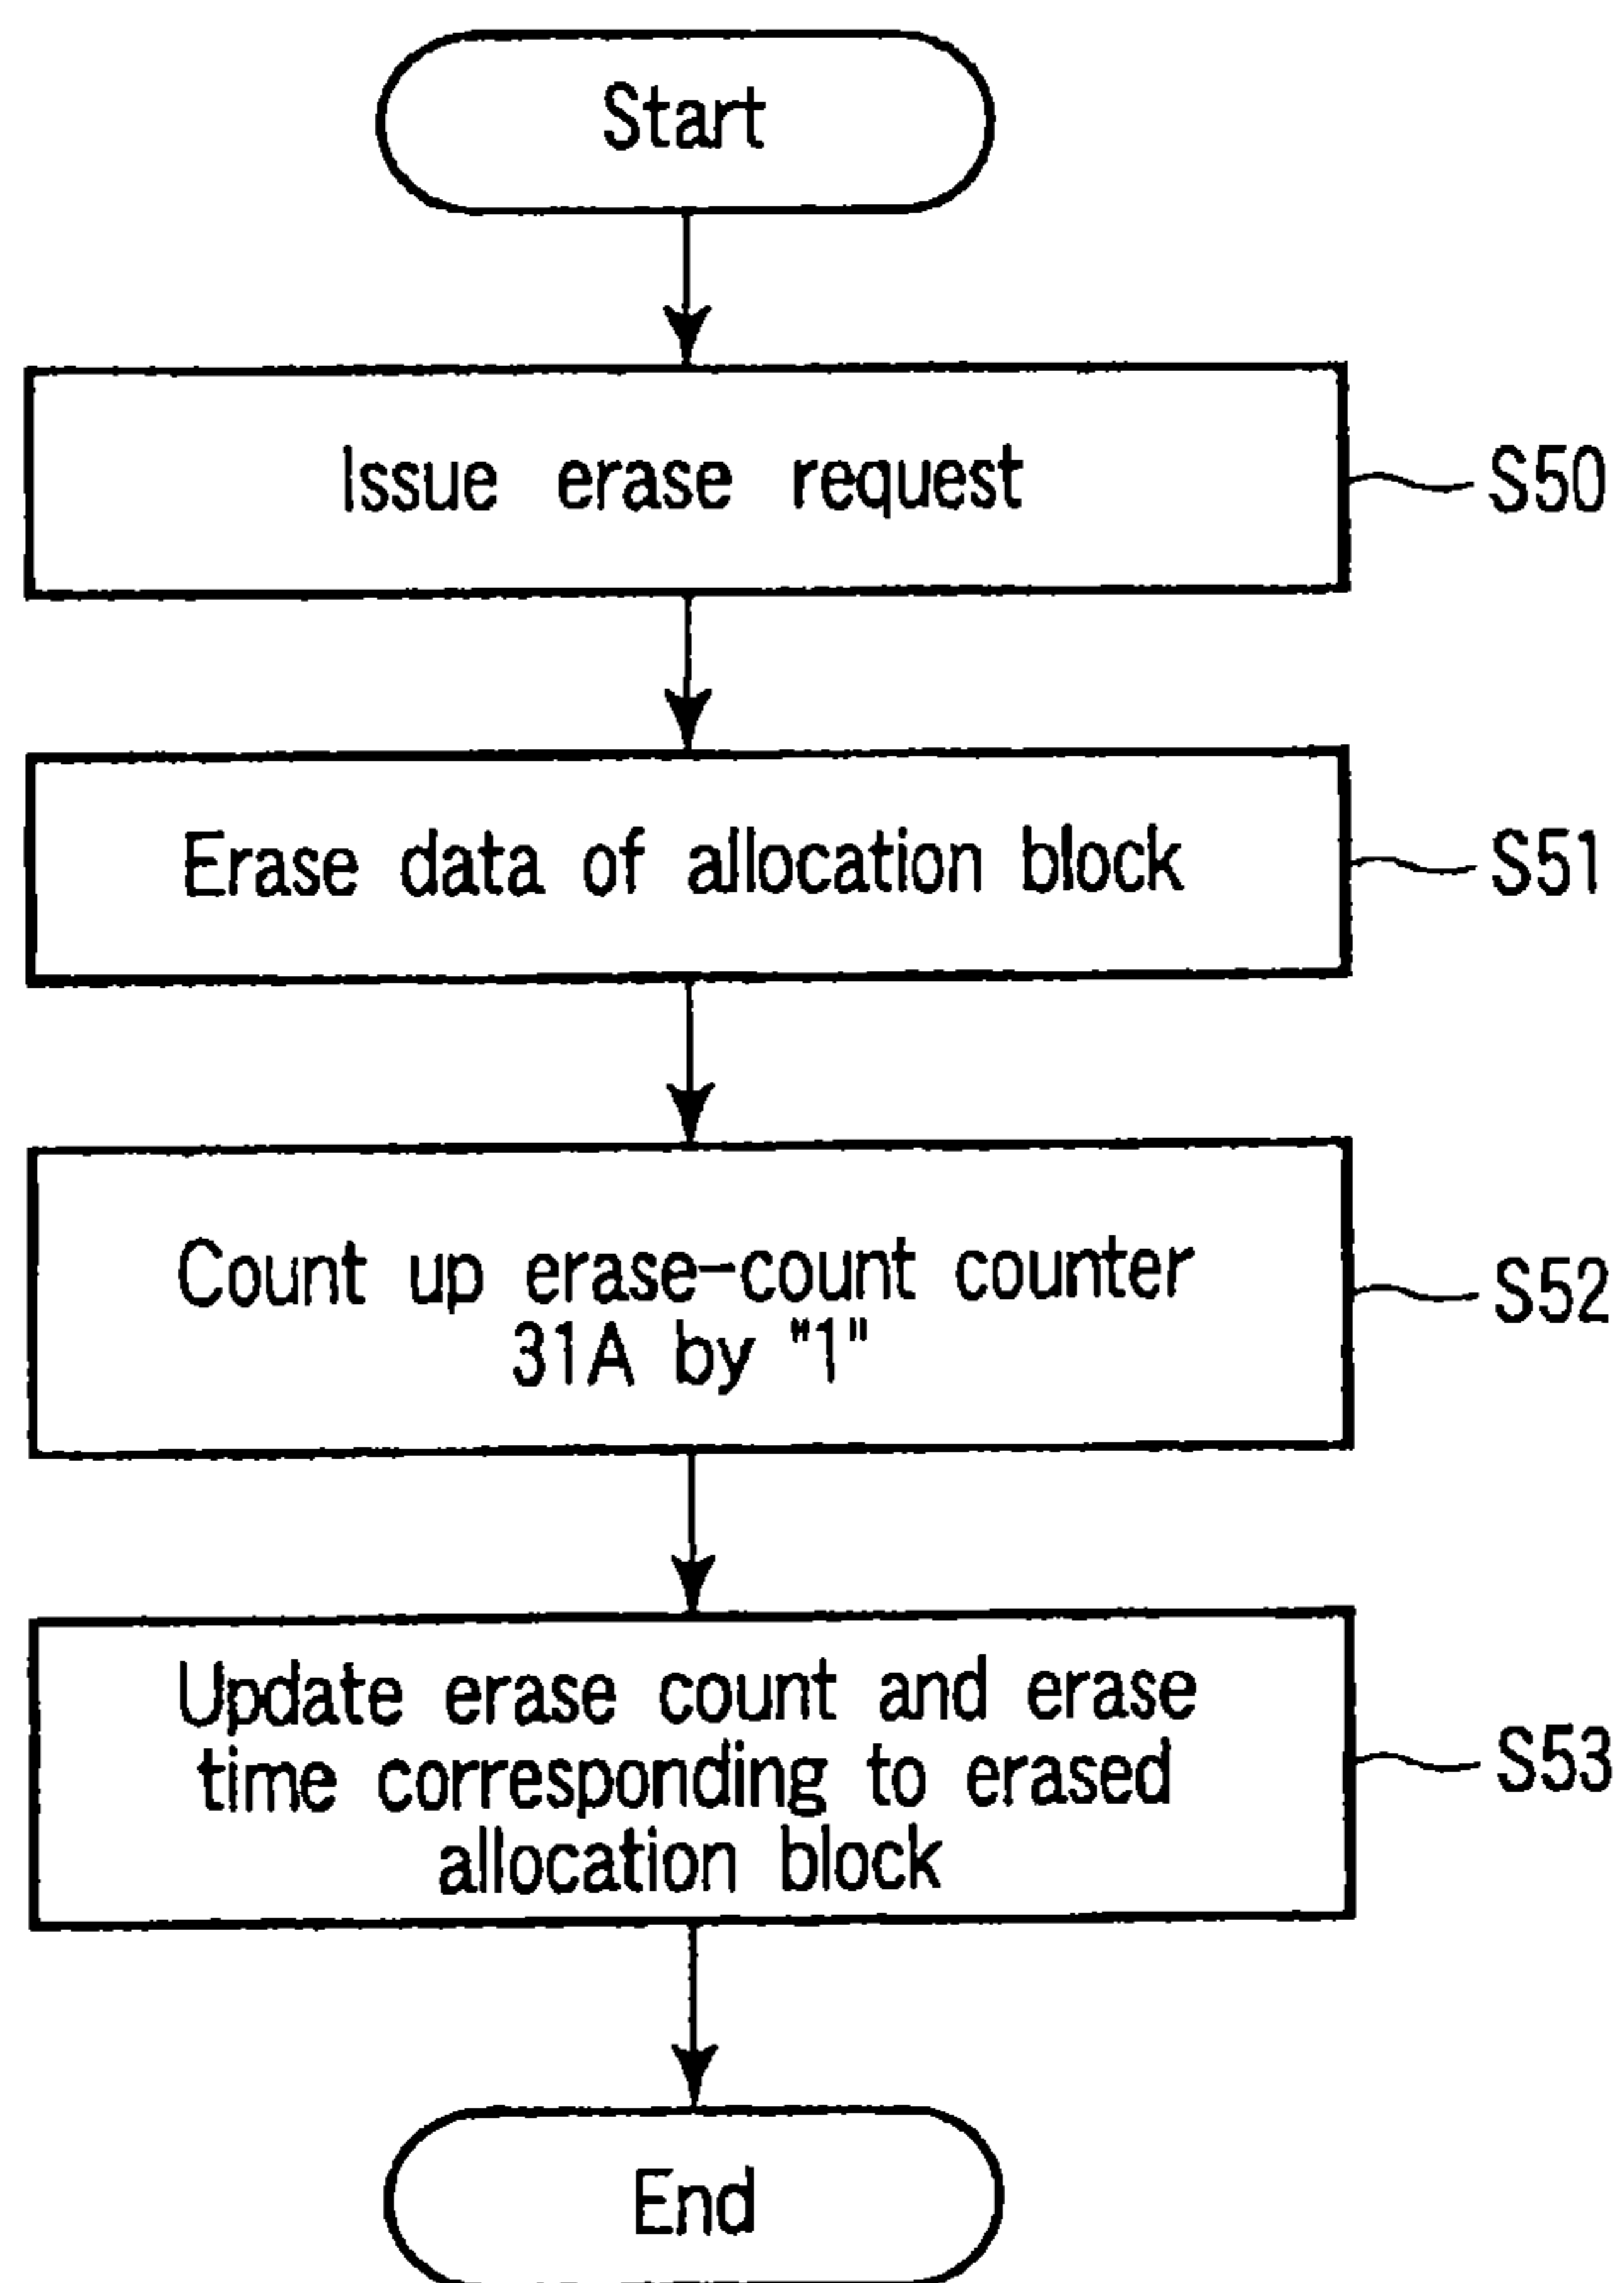 Start
Issue erase request
S50
Erase data of allocation block
S51
Count up erase-count counter
31A by "1"
S52
Update erase count and erase
time corresponding to erased
allocation block
S53
End